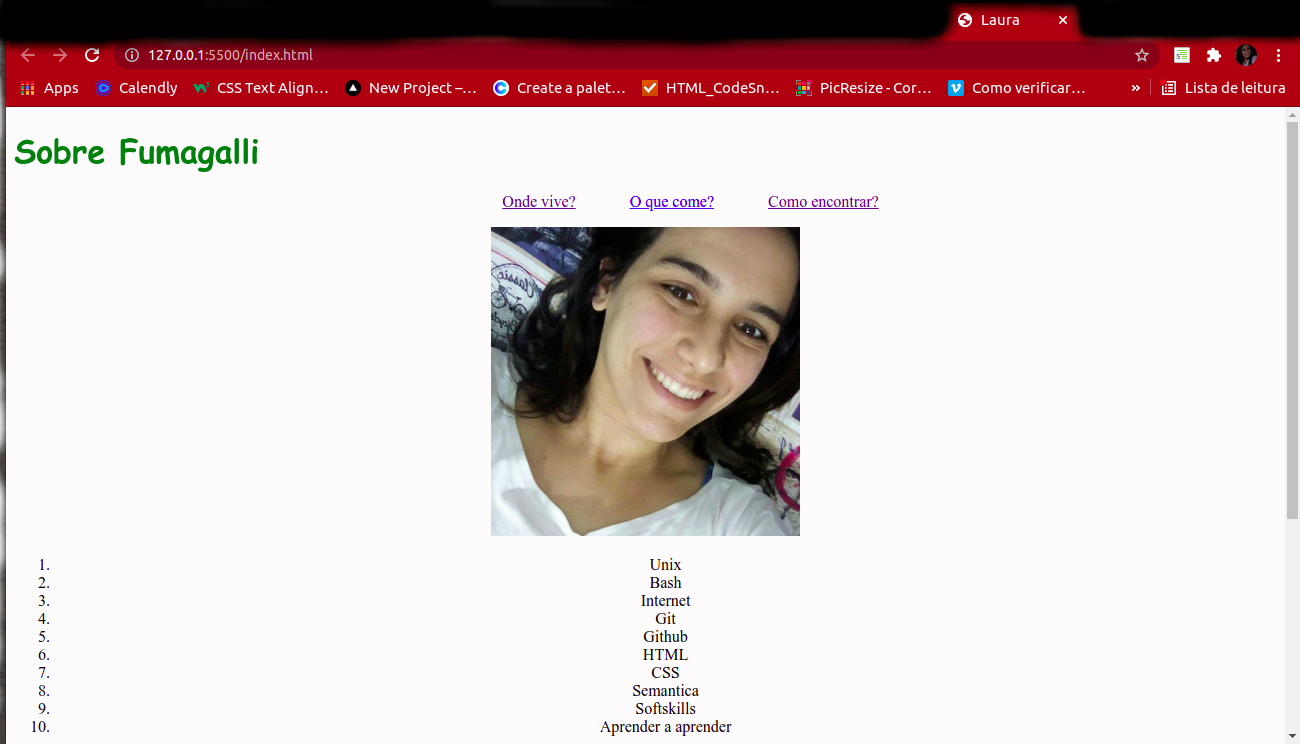 Laura
127.0.0.1:5500/index.html
Apps Calendly CSS Text Align... New Project –... Create a palet... HTML_CodeSn... PicResize - Cor... Como verificar... » Lista de leitura
Sobre Fumagalli
Onde vive? O que come? Como encontrar?
Classic
1. Unix
2. Bash
3. Internet
4. Git
5. Github
6. HTML
7. CSS
8. Semantica
9. Softskills
10. Aprender a aprender